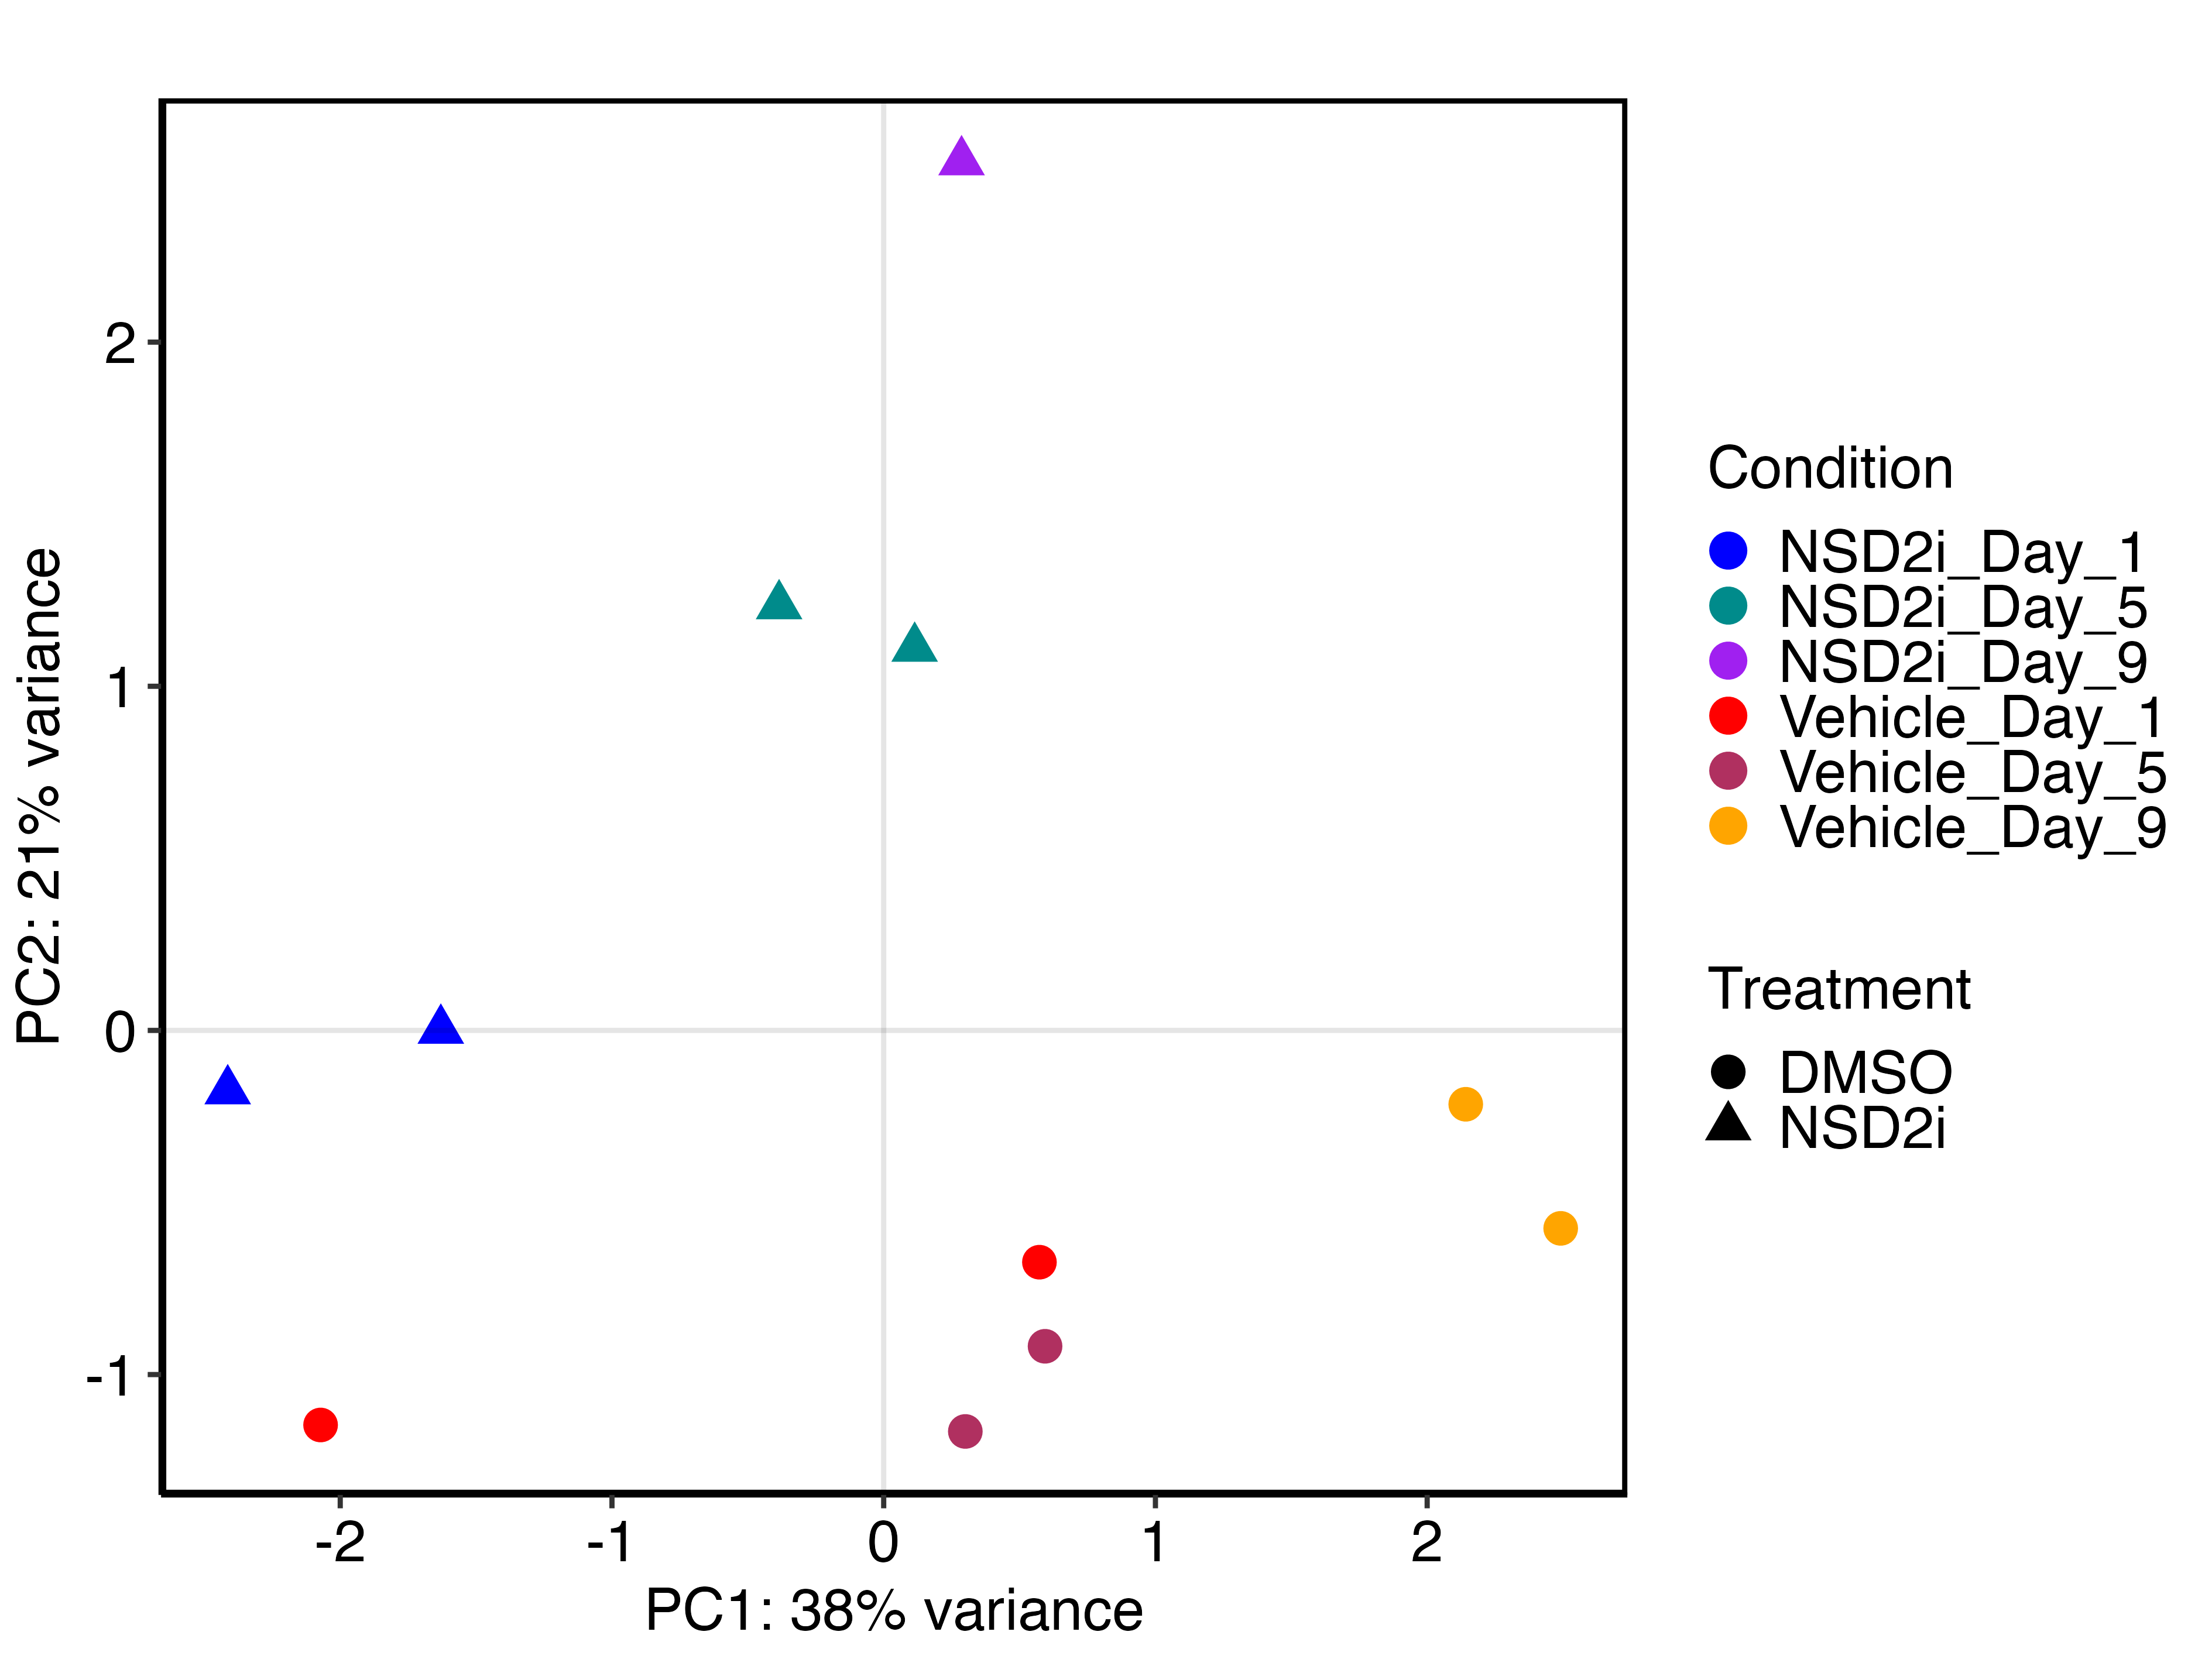 2
1
0
-1
-2
-1
0
1
2
PC1: 38% variance
PC2: 21% variance
Condition
NSD2i_Day_1
NSD2i_Day_5
NSD2i_Day_9
Vehicle_Day_1
Vehicle_Day_5
Vehicle_Day_9
Treatment
DMSO
NSD2i